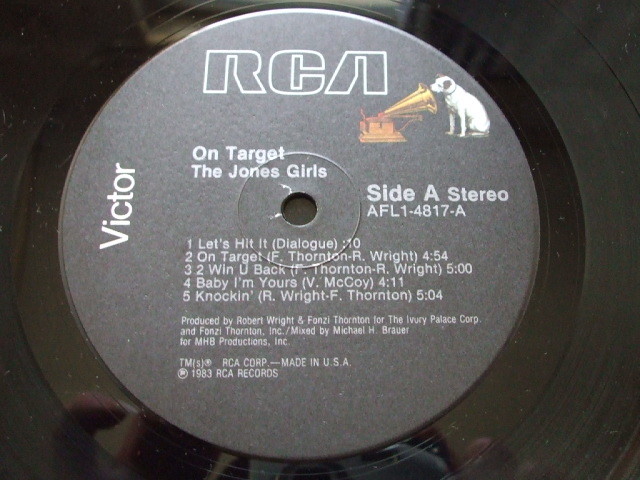 RCA
Victor
On Target
The Jones Girls
Side A Stereo
AFL1-4817-A
1 Let's Hit It (Dialogue) :10
2 On Target (F. Thornton-R. Wright) 4:54
3 2 Win U Back (F. Thornton-R. Wright) 5:00
4 Baby I'm Yours (V. McCoy) 4:11
5 Knockin' (R. Wright-F. Thornton) 5:04
Produced by Robert Wright & Fonzi Thornton for The Ivury Palace Corp.
and Fonzi Thornton, Inc./Mixed by Michael H. Brauer
for MHB Productions, Inc.
TM(s)® RCA CORP.—MADE IN U.S.A.
℗ 1983 RCA RECORDS